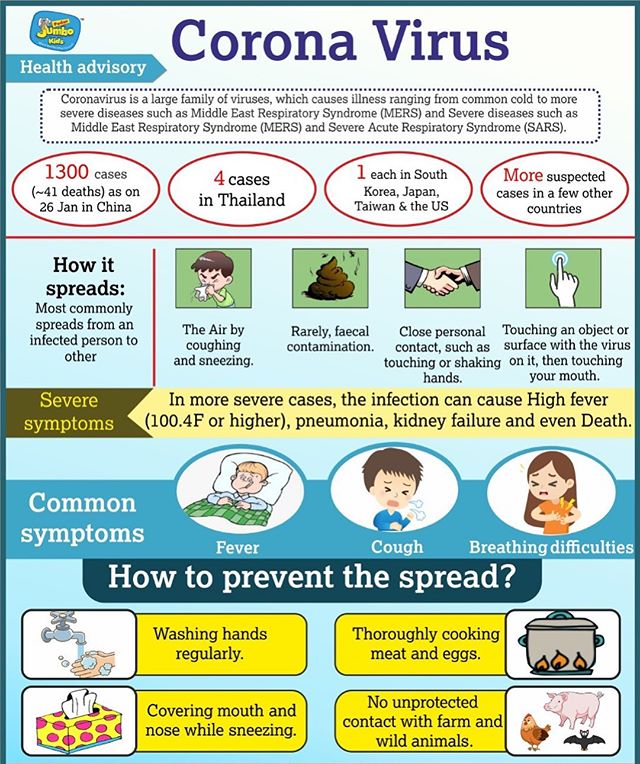 Jumbo
Kids
Corona Virus
Health advisory
Coronavirus is a large family of viruses, which causes illness ranging from common cold to more
severe diseases such as Middle East Respiratory Syndrome (MERS) and Severe diseases such as
Middle East Respiratory Syndrome (MERS) and Severe Acute Respiratory Syndrome (SARS).
1300 cases
(~41 deaths) as on
26 Jan in China
4 cases
in Thailand
1 each in South
Korea, Japan,
Taiwan & the US
More suspected
cases in a few other
countries
How it
spreads:
Most commonly
spreads from an
infected person to
other
The Air by
coughing
and sneezing.
Rarely, faecal
contamination.
Close personal
contact, such as
touching or shaking
hands.
Touching an object or
surface with the virus
on it, then touching
your mouth.
Severe
symptoms
In more severe cases, the infection can cause High fever
(100.4F or higher), pneumonia, kidney failure and even Death.
Common
symptoms
Fever
Cough
Breathing difficulties
How to prevent the spread?
Washing hands
regularly.
Thoroughly cooking
meat and eggs.
Covering mouth and
nose while sneezing.
No unprotected
contact with farm and
wild animals.